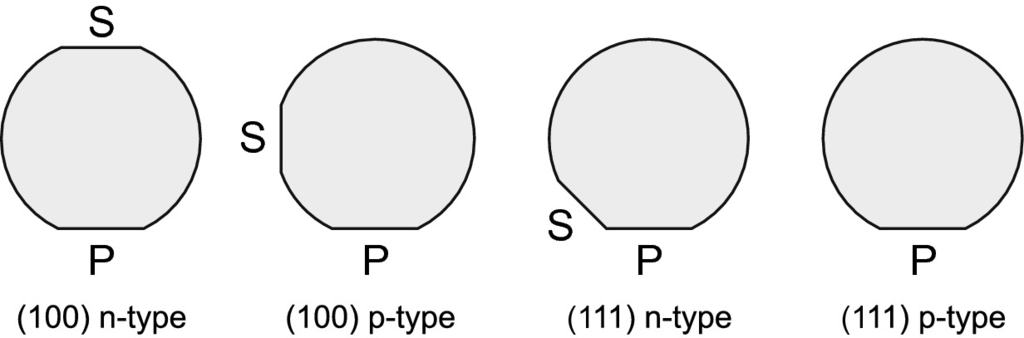 S
S
S
P
P
P
P
(100) n-type
(100) p-type
(111) n-type
(111) p-type